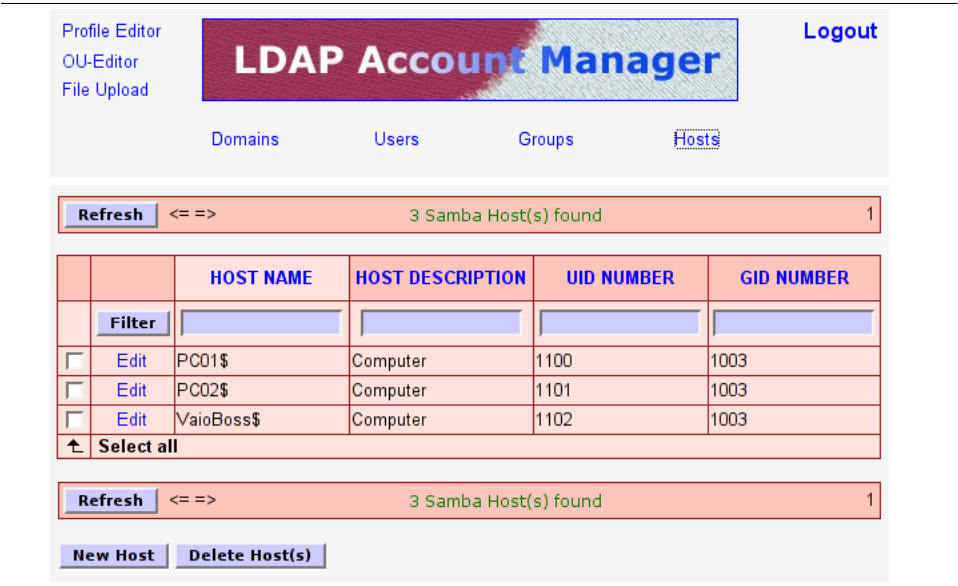 Profile Editor
OU-Editor
File Upload
LDAP Account Manager
Logout
Domains Users Groups Hosts
Refresh <= => 3 Samba Host(s) found 1
HOST NAME HOST DESCRIPTION UID NUMBER GID NUMBER
Filter
Edit PC01$ Computer 1100 1003
Edit PC02$ Computer 1101 1003
Edit VaioBoss$ Computer 1102 1003
Select all
Refresh <= => 3 Samba Host(s) found 1
New Host Delete Host(s)